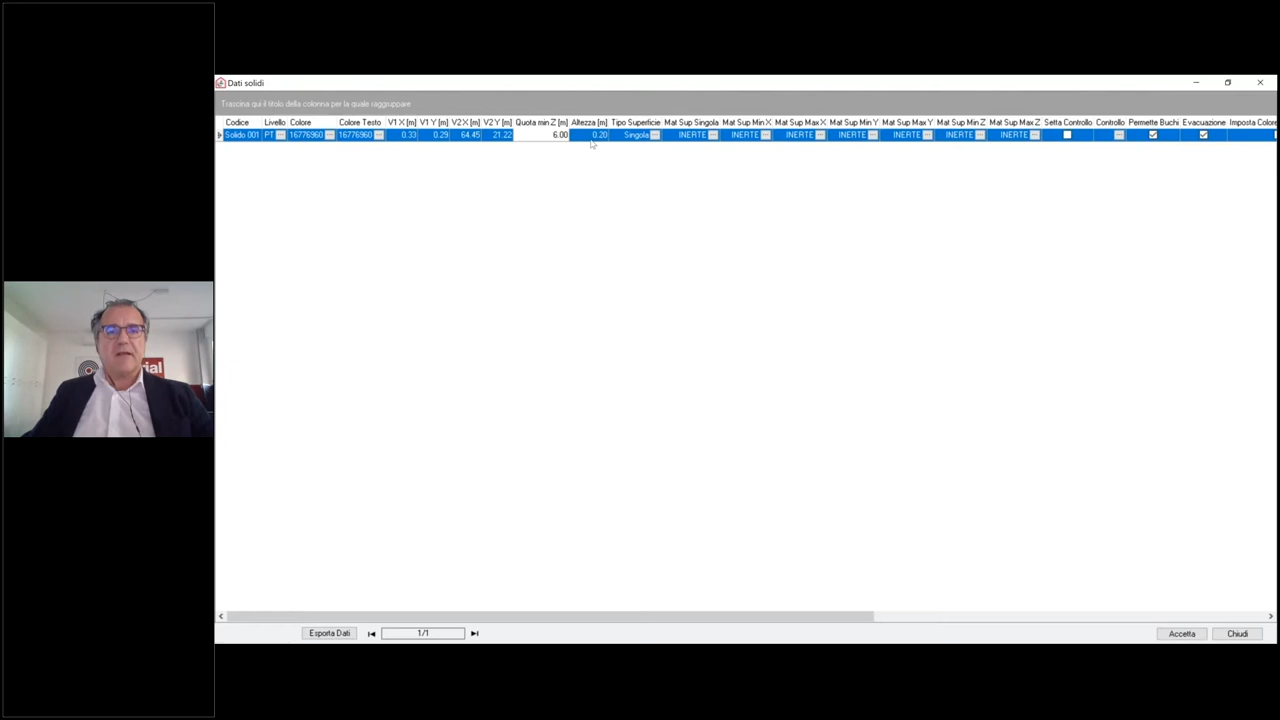 Dati solidi
Trascina qui il titolo della colonna per la quale raggruppare
Codice Livello Colore Colore Testo V1 X [m] V1 Y [m] V2 X [m] V2 Y [m] Quota min Z [m] Altezza [m] Tipo Superficie Mat Sup Singola Mat Sup Min X Mat Sup Max X Mat Sup Min Y Mat Sup Max Y Mat Sup Min Z Mat Sup Max Z Setta Controllo Controllo Permette Buchi Evacuazione Imposta Colore
Solido 001 PT ... 16776960 ... 16776960 ... 0.33 0.29 64.45 21.22 6.00 0.20 Singola ... INERTE ... INERTE ... INERTE ... INERTE ... INERTE ... INERTE ... INERTE ... ...
rial
Esporta Dati 1/1 Accetta Chiudi